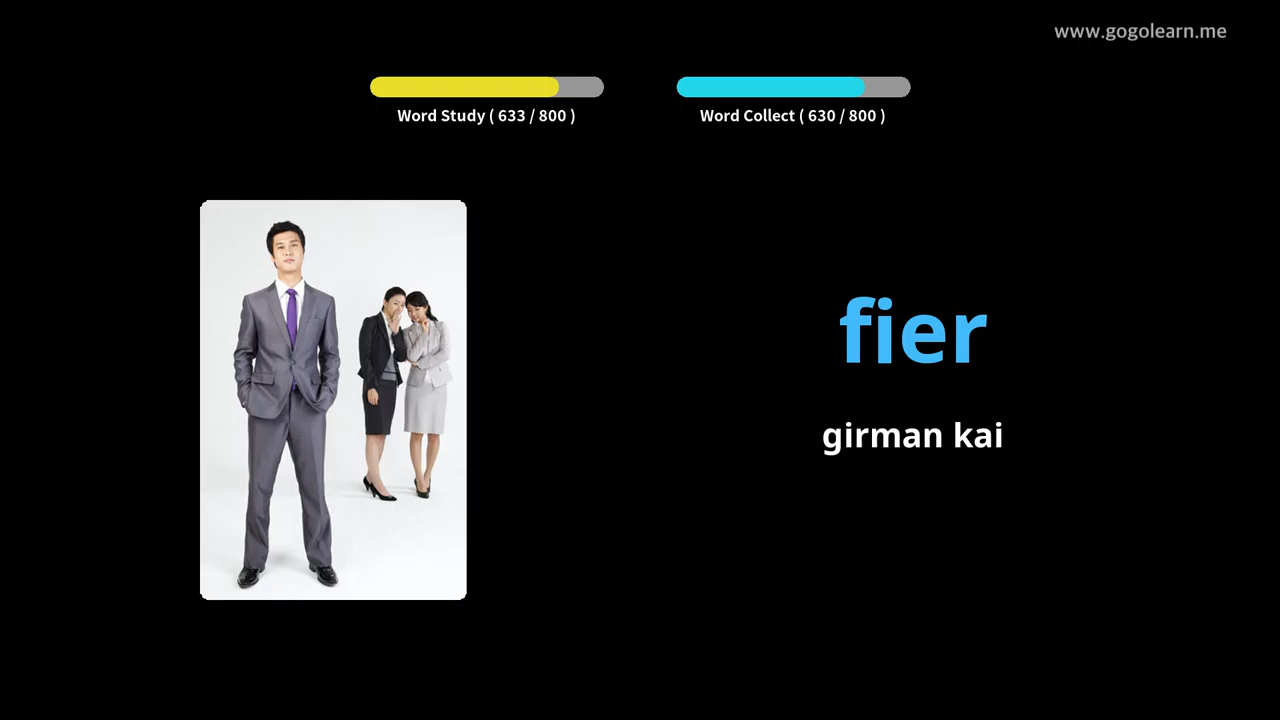 www.gogolearn.me
Word Study ( 633 / 800 )
Word Collect ( 630 / 800 )
fier
girman kai